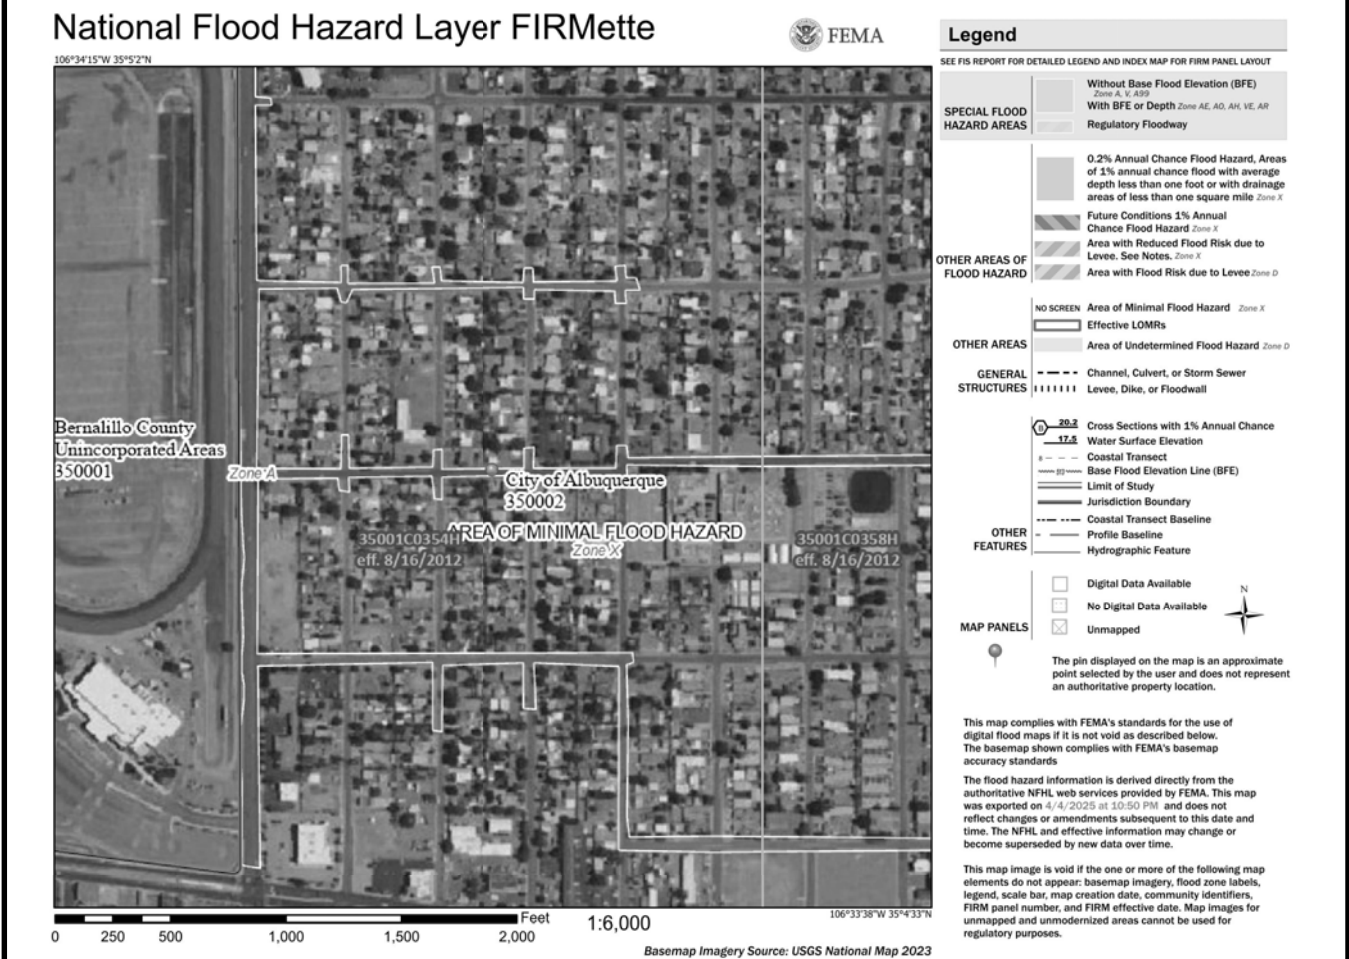 National Flood Hazard Layer FIRMette
FEMA
106°34'15"W 35°5'2"N
Bernalillo County
Unincorporated Areas
350001
Zone A
City of Albuquerque
350002
AREA OF MINIMAL FLOOD HAZARD
Zone X
35001C0354H
eff. 8/16/2012
35001C0358H
eff. 8/16/2012
106°33'38"W 35°4'33"N
0 250 500 1,000 1,500 2,000
Feet
1:6,000
Basemap Imagery Source: USGS National Map 2023
Legend
SEE FIS REPORT FOR DETAILED LEGEND AND INDEX MAP FOR FIRM PANEL LAYOUT
SPECIAL FLOOD
HAZARD AREAS
Without Base Flood Elevation (BFE)
Zone A, V, A99
With BFE or Depth Zone AE, AO, AH, VE, AR
Regulatory Floodway
OTHER AREAS OF
FLOOD HAZARD
0.2% Annual Chance Flood Hazard, Areas
of 1% annual chance flood with average
depth less than one foot or with drainage
areas of less than one square mile Zone X
Future Conditions 1% Annual
Chance Flood Hazard Zone X
Area with Reduced Flood Risk due to
Levee. See Notes. Zone X
Area with Flood Risk due to Levee Zone D
OTHER AREAS
NO SCREEN Area of Minimal Flood Hazard Zone X
Effective LOMRs
Area of Undetermined Flood Hazard Zone D
GENERAL
STRUCTURES
Channel, Culvert, or Storm Sewer
Levee, Dike, or Floodwall
OTHER
FEATURES
B 20.2 Cross Sections with 1% Annual Chance
17.5 Water Surface Elevation
8 Coastal Transect
513 Base Flood Elevation Line (BFE)
Limit of Study
Jurisdiction Boundary
Coastal Transect Baseline
Profile Baseline
Hydrographic Feature
MAP PANELS
Digital Data Available
No Digital Data Available
Unmapped
N
The pin displayed on the map is an approximate
point selected by the user and does not represent
an authoritative property location.
This map complies with FEMA's standards for the use of
digital flood maps if it is not void as described below.
The basemap shown complies with FEMA's basemap
accuracy standards
The flood hazard information is derived directly from the
authoritative NFHL web services provided by FEMA. This map
was exported on 4/4/2025 at 10:50 PM and does not
reflect changes or amendments subsequent to this date and
time. The NFHL and effective information may change or
become superseded by new data over time.
This map image is void if the one or more of the following map
elements do not appear: basemap imagery, flood zone labels,
legend, scale bar, map creation date, community identifiers,
FIRM panel number, and FIRM effective date. Map images for
unmapped and unmodernized areas cannot be used for
regulatory purposes.